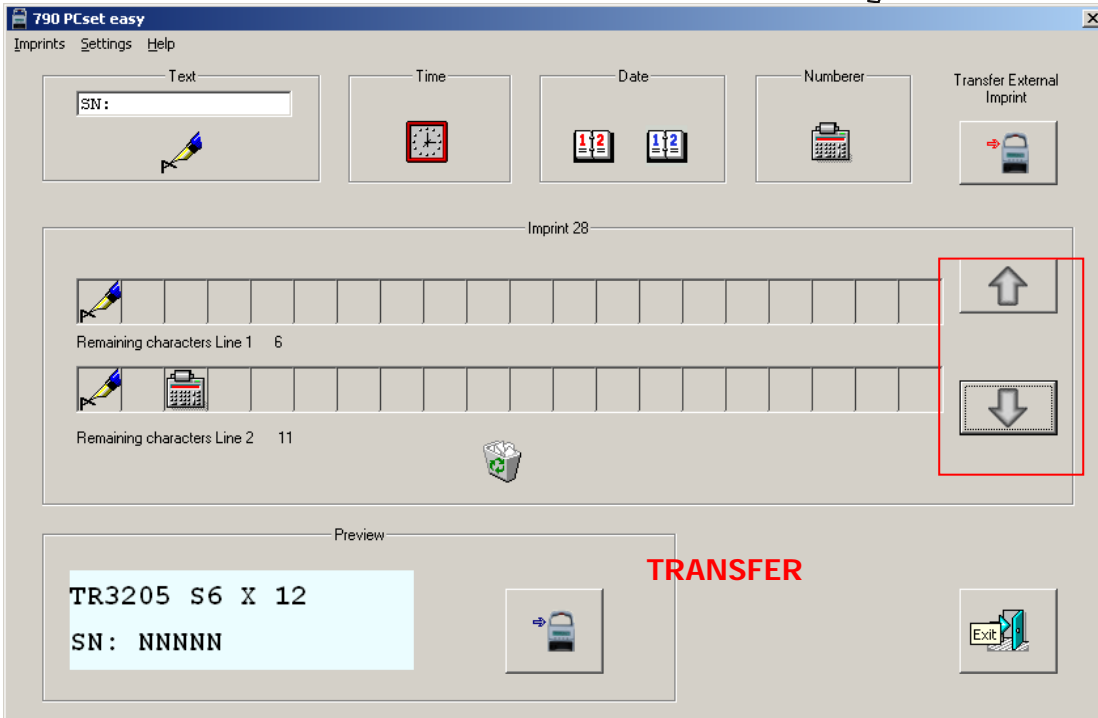 790 PCset easy
Imprints Settings Help
Text
SN:
Time
Date
Numberer
Transfer External
Imprint
Imprint 28
Remaining characters Line 1 6
Remaining characters Line 2 11
Preview
TR3205 S6 X 12
SN: NNNNN
TRANSFER
Exit